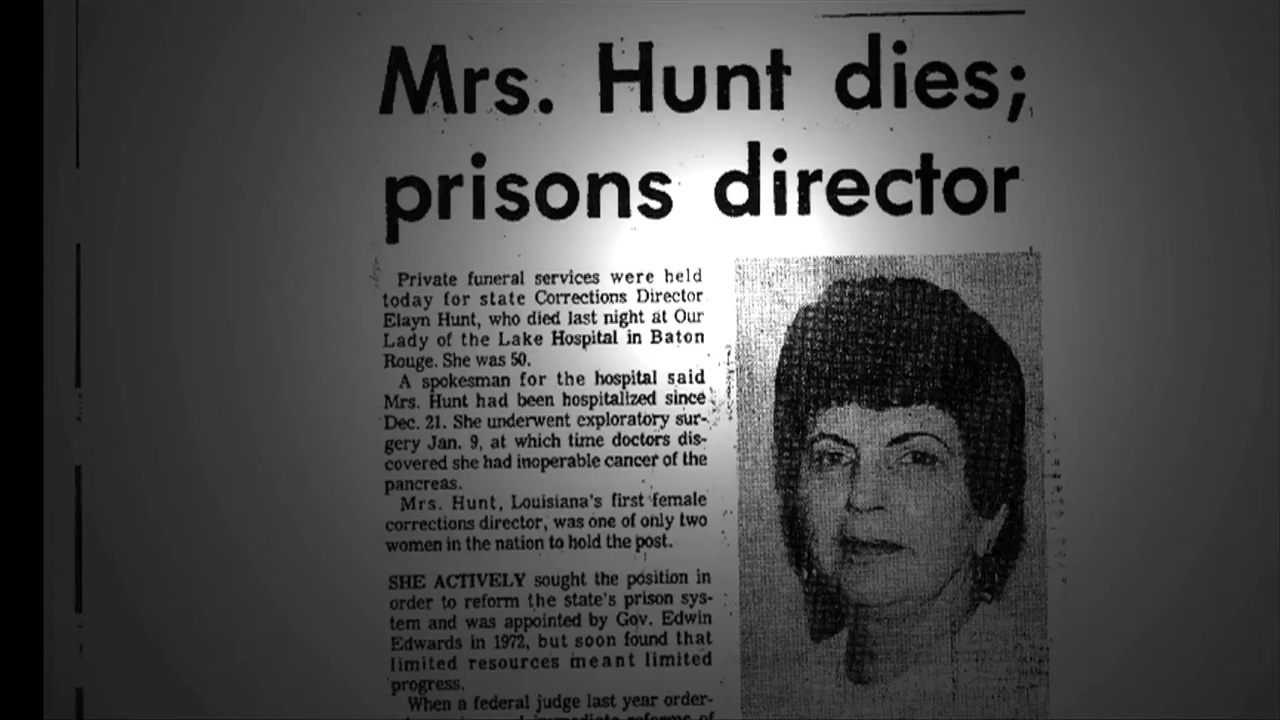 Mrs. Hunt dies;
prisons director
Private funeral services were held
today for state Corrections Director
Elayn Hunt, who died last night at Our
Lady of the Lake Hospital in Baton
Rouge. She was 50.
A spokesman for the hospital said
Mrs. Hunt had been hospitalized since
Dec. 21. She underwent exploratory sur-
gery Jan. 9, at which time doctors dis-
covered she had inoperable cancer of the
pancreas.
Mrs. Hunt, Louisiana's first female
corrections director, was one of only two
women in the nation to hold the post.
SHE ACTIVELY sought the position in
order to reform the state's prison sys-
tem and was appointed by Gov. Edwin
Edwards in 1972, but soon found that
limited resources meant limited
progress.
When a federal judge last year order-
immediate reforms of